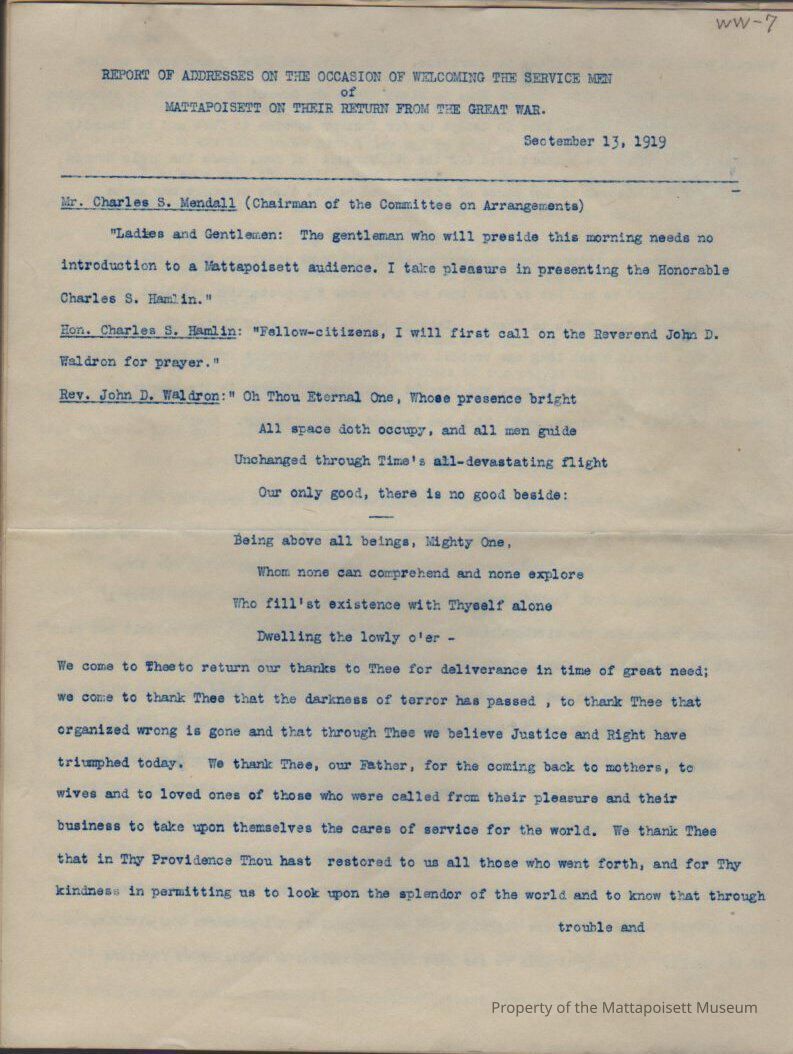 WW-7
REPORT OF ADDRESSES ON THE OCCASION OF WELCOMING THE SERVICE MEN
of
MATTAPOISETT ON THEIR RETURN FROM THE GREAT WAR.
September 13, 1919
Mr. Charles S. Mendall (Chairman of the Committee on Arrangements)
"Ladies and Gentlemen: The gentleman who will preside this morning needs no
introduction to a Mattapoisett audience. I take pleasure in presenting the Honorable
Charles S. Hamlin."
Hon. Charles S. Hamlin: "Fellow-citizens, I will first call on the Reverend John D.
Waldron for prayer."
Rev. John D. Waldron:" Oh Thou Eternal One, Whose presence bright
All space doth occupy, and all men guide
Unchanged through Time's all-devastating flight
Our only good, there is no good beside:
Being above all beings, Mighty One,
Whom none can comprehend and none explore
Who fill'st existence with Thyself alone
Dwelling the lowly o'er -
We come to Theeto return our thanks to Thee for deliverance in time of great need;
we come to thank Thee that the darkness of terror has passed , to thank Thee that
organized wrong is gone and that through Thee we believe Justice and Right have
triumphed today. We thank Thee, our Father, for the coming back to mothers, to
wives and to loved ones of those who were called from their pleasure and their
business to take upon themselves the cares of service for the world. We thank Thee
that in Thy Providence Thou hast restored to us all those who went forth, and for Thy
kindness in permitting us to look upon the splendor of the world and to know that through
trouble and
Property of the Mattapoisett Museum